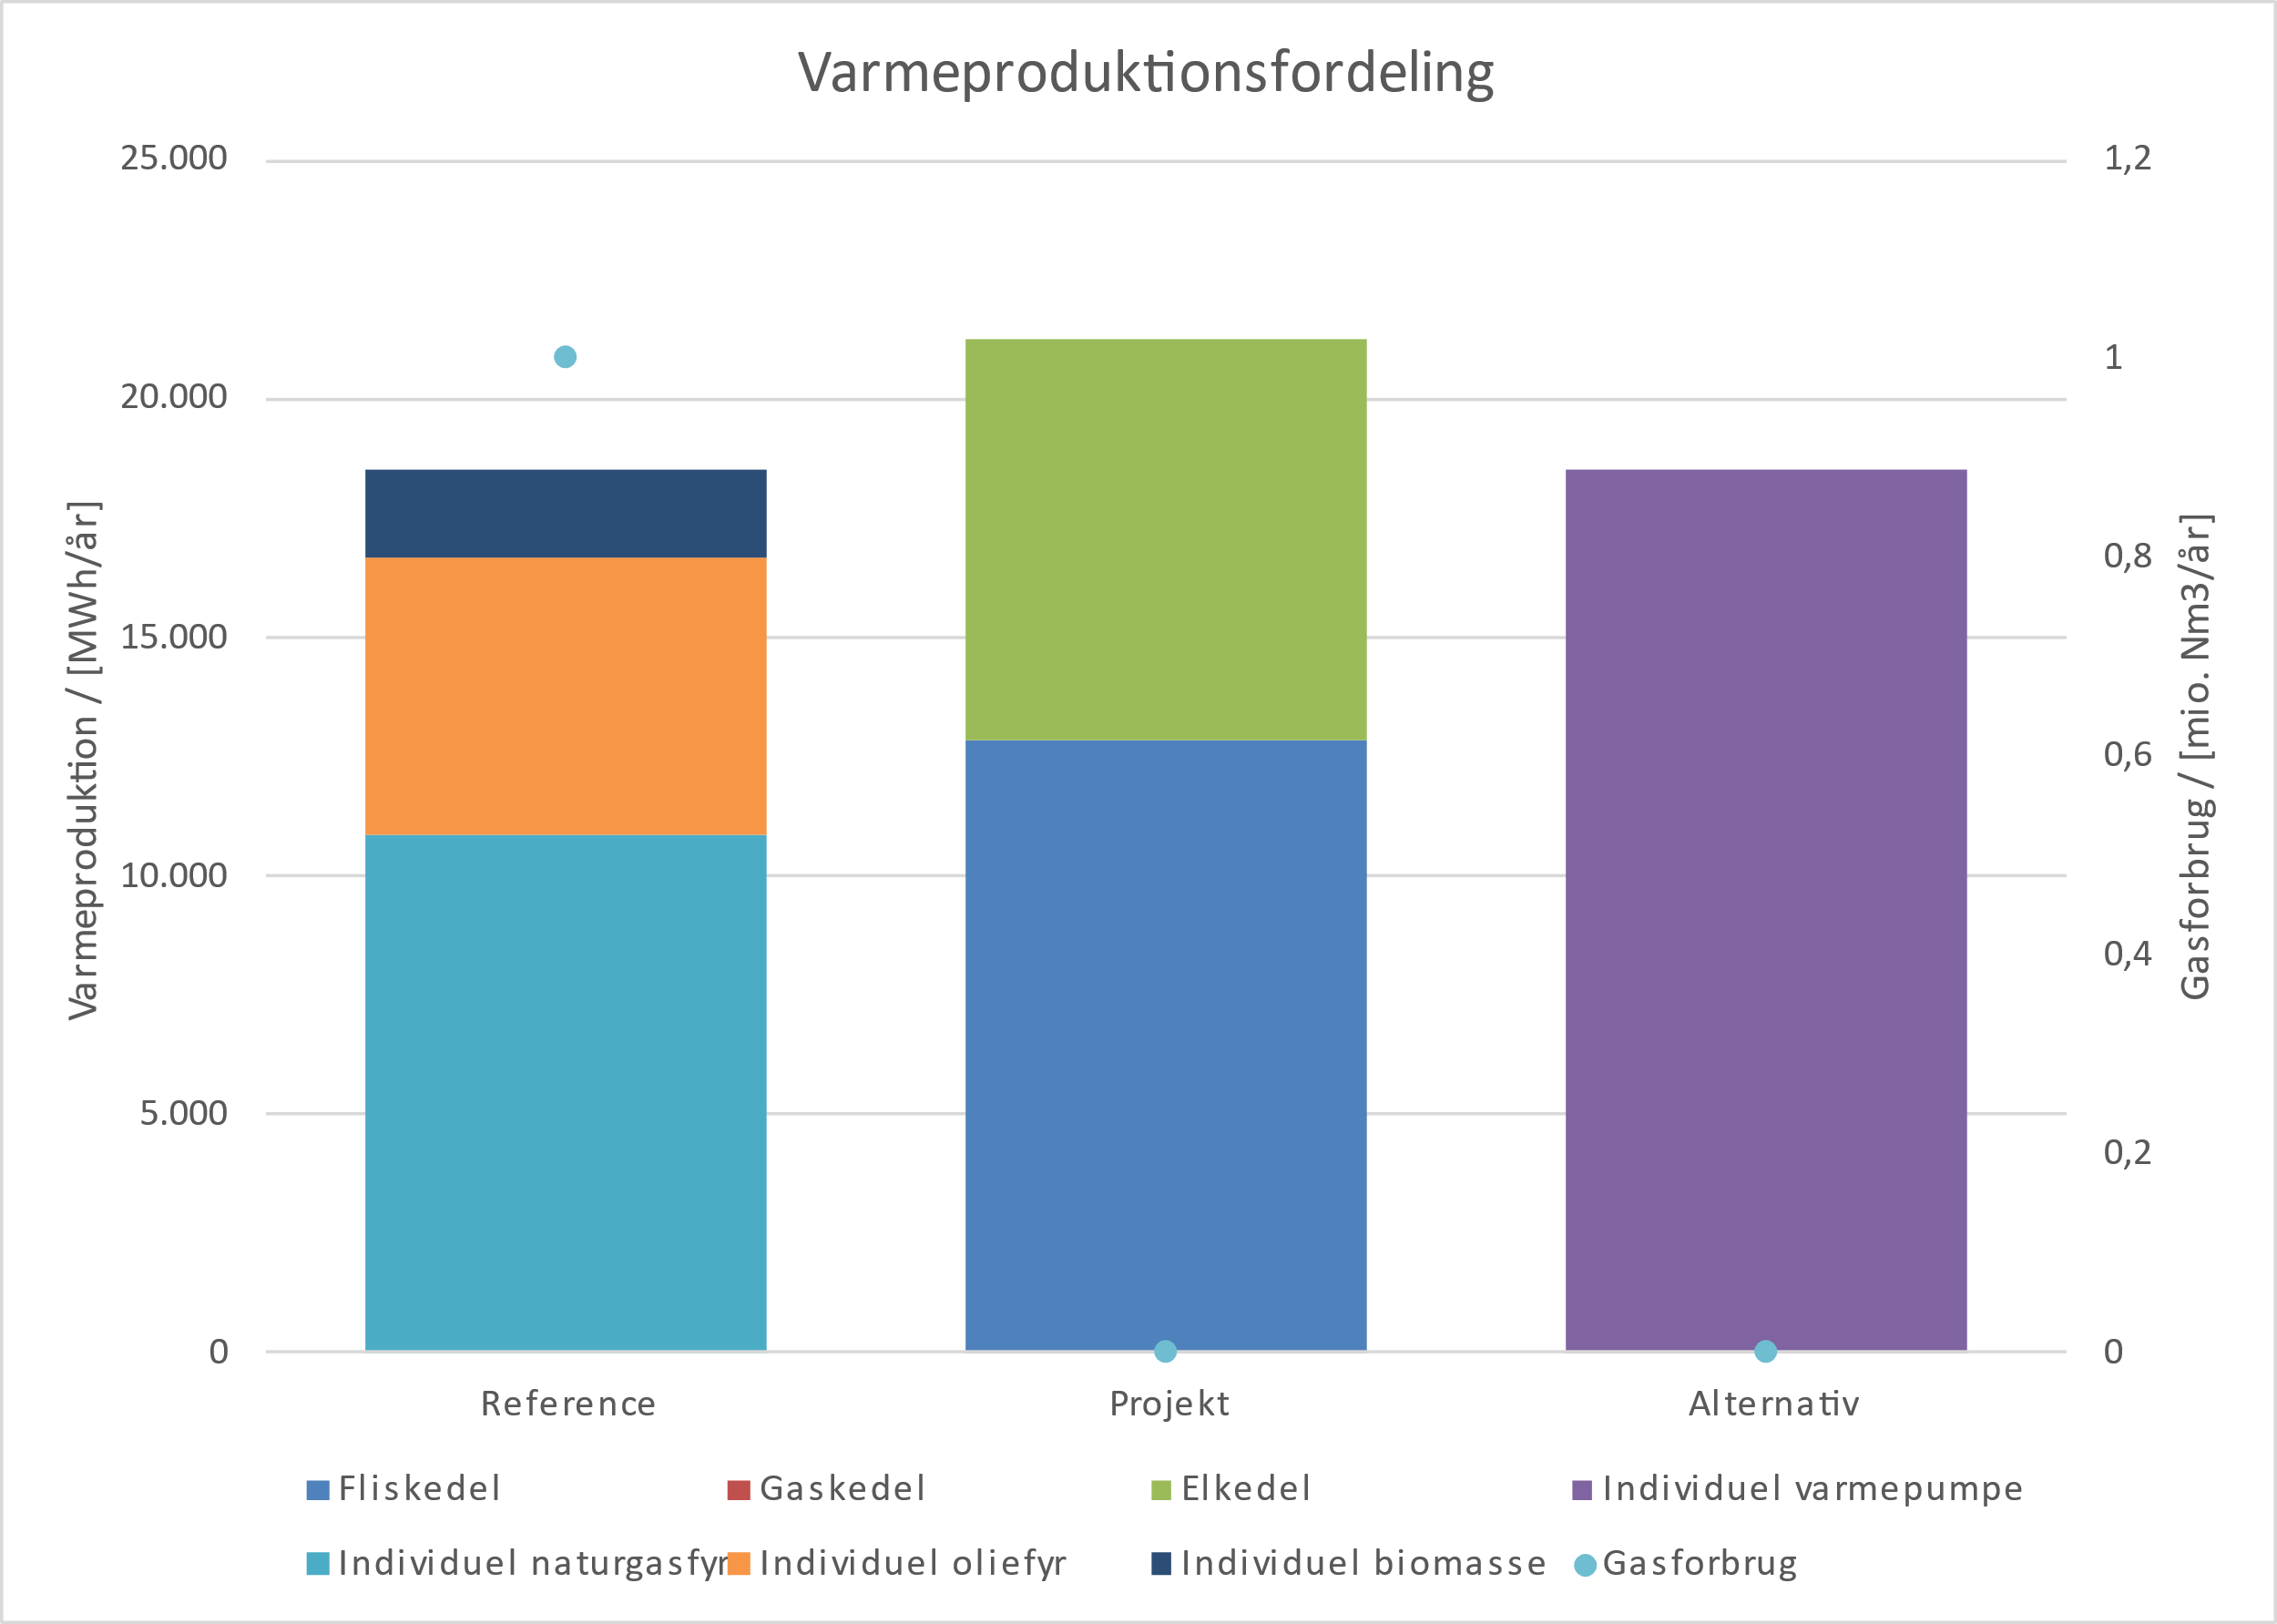 Varmeproduktionsfordeling
25.000
20.000
15.000
10.000
5.000
0
Varmeproduktion / [MWh/år]
1,2
1
0,8
0,6
0,4
0,2
0
Gasforbrug / [mio. Nm3/år]
Reference Projekt Alternativ
Fliskedel Gaskedel Elkedel Individuel varmepumpe
Individuel naturgasfyr Individuel oliefyr Individuel biomasse Gasforbrug